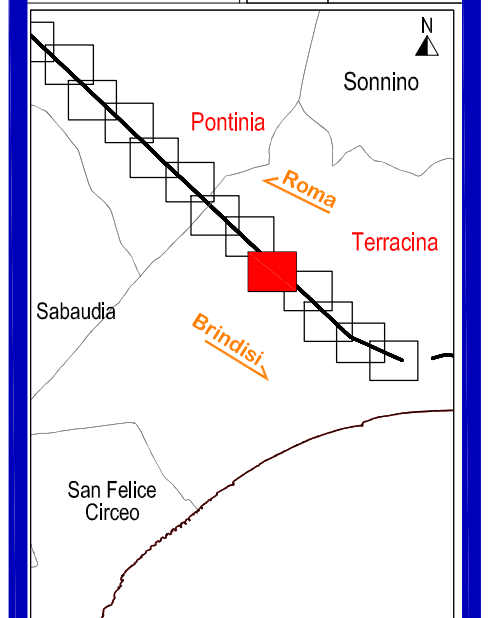 N
Sonnino
Pontinia
Roma
Terracina
Sabaudia
Brindisi
San Felice
Circeo